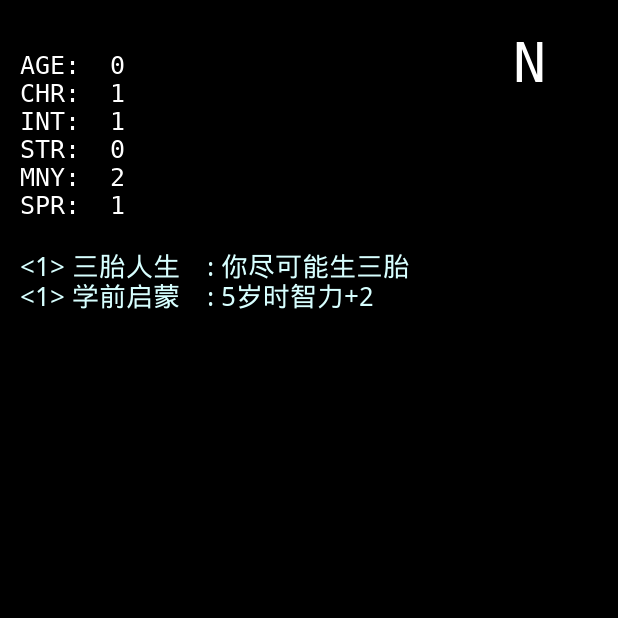 N
AGE: 0
CHR: 1
INT: 1
STR: 0
MNY: 2
SPR: 1
<1> 三胎人生 : 你尽可能生三胎
<1> 学前启蒙 : 5岁时智力+2